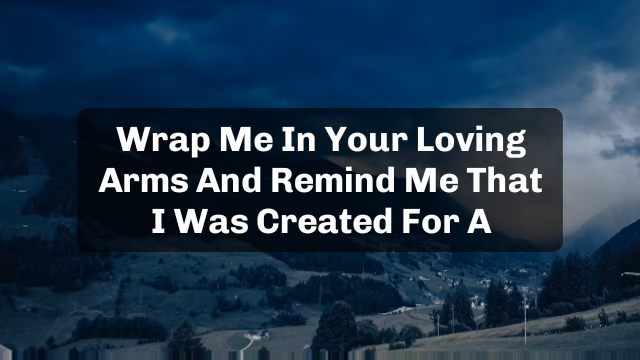 Wrap Me In Your Loving
Arms And Remind Me That
I Was Created For A